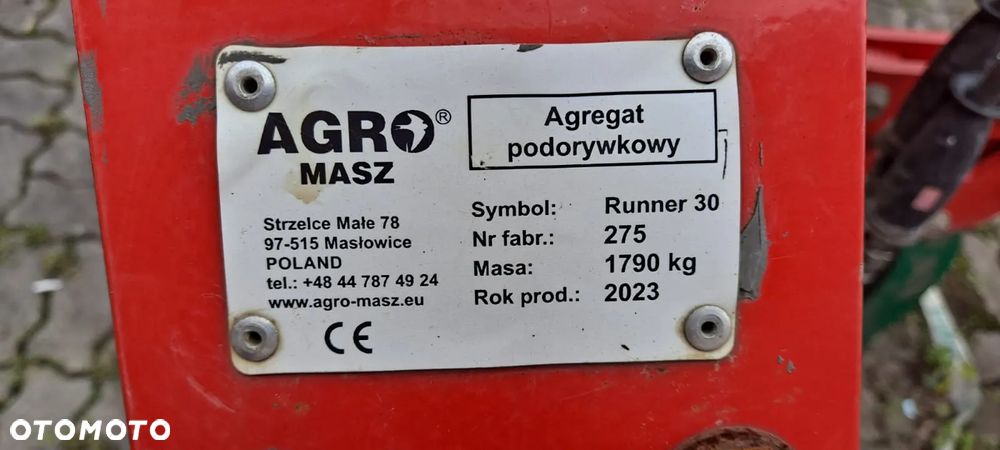 AGRO®
MASZ
Agregat
podorywkowy
Strzelce Małe 78
97-515 Masłowice
POLAND
tel.: +48 44 787 49 24
www.agro-masz.eu
CE
Symbol: Runner 30
Nr fabr.: 275
Masa: 1790 kg
Rok prod.: 2023
OTOMOTO